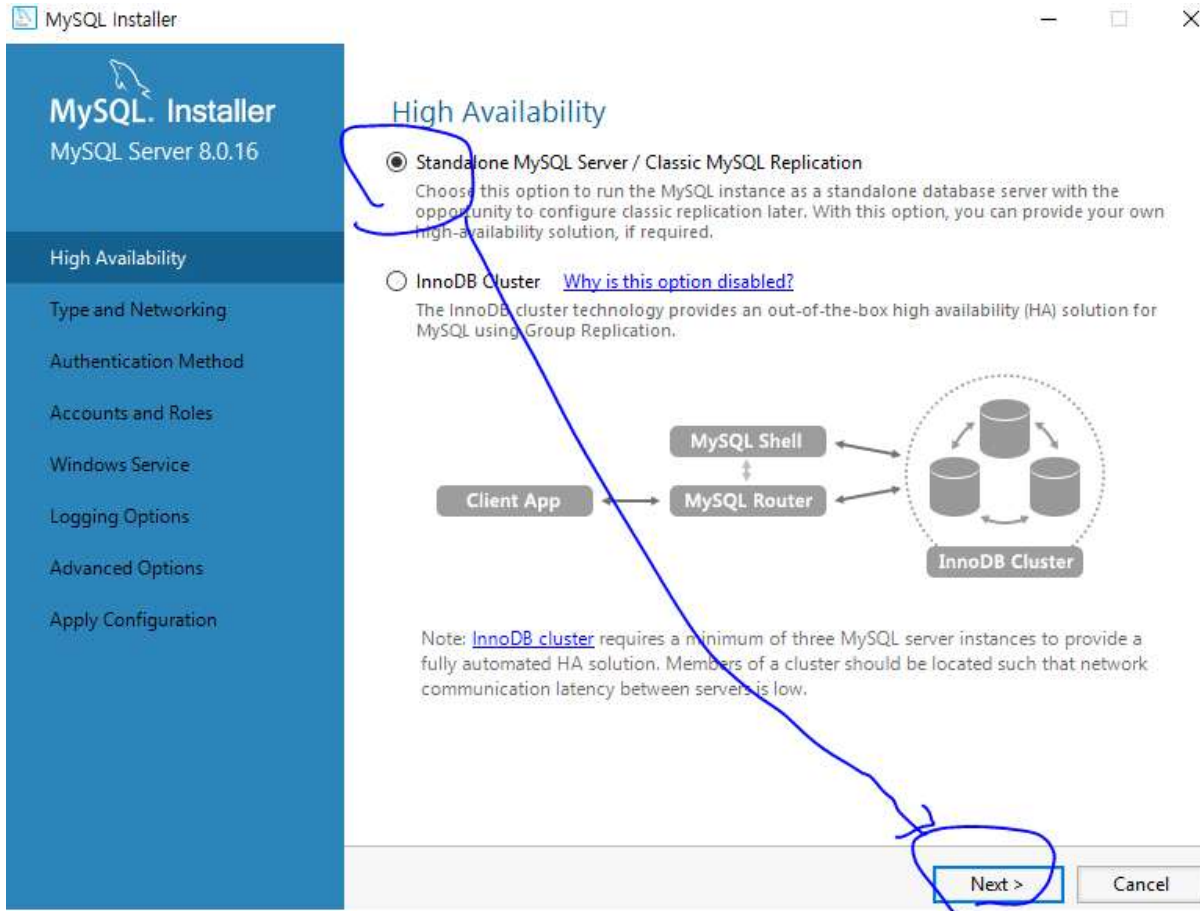 MySQL Installer
MySQL. Installer
MySQL Server 8.0.16
High Availability
Type and Networking
Authentication Method
Accounts and Roles
Windows Service
Logging Options
Advanced Options
Apply Configuration
High Availability
Standalone MySQL Server / Classic MySQL Replication
Choose this option to run the MySQL instance as a standalone database server with the
opportunity to configure classic replication later. With this option, you can provide your own
high-availability solution, if required.
InnoDB Cluster Why is this option disabled?
The InnoDB cluster technology provides an out-of-the-box high availability (HA) solution for
MySQL using Group Replication.
MySQL Shell
Client App
MySQL Router
InnoDB Cluster
Note: InnoDB cluster requires a minimum of three MySQL server instances to provide a
fully automated HA solution. Members of a cluster should be located such that network
communication latency between servers is low.
Next >
Cancel